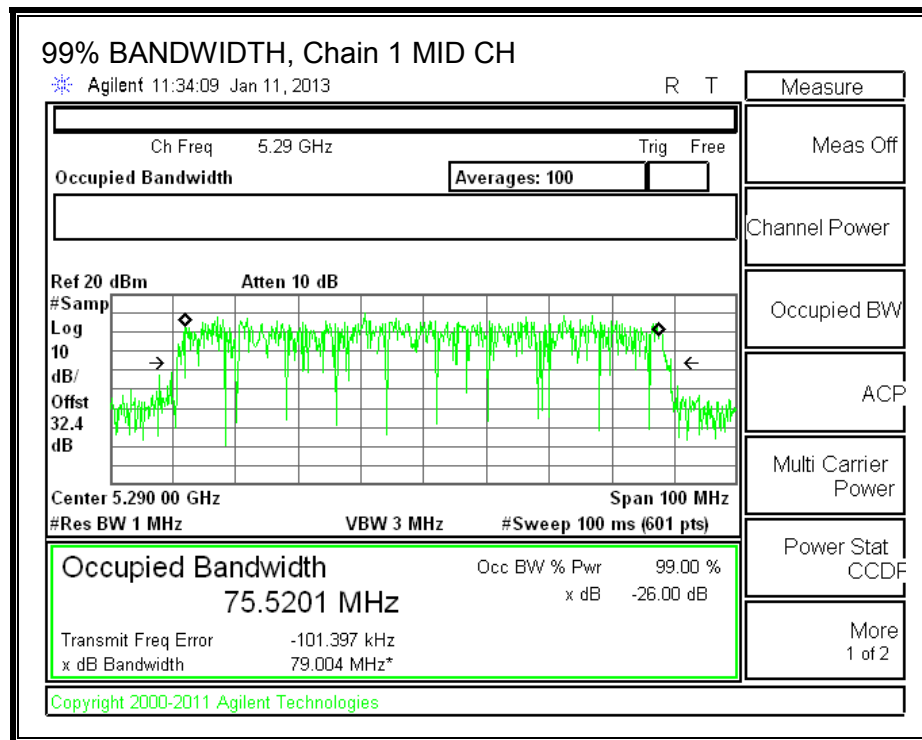 99% BANDWIDTH, Chain 1 MID CH
Agilent 11:34:09 Jan 11, 2013 R T
Measure
Ch Freq 5.29 GHz Trig Free
Occupied Bandwidth Averages: 100
Meas Off
Channel Power
Ref 20 dBm Atten 10 dB
#Samp
Log
10
dB/
Offst
32.4
dB
Occupied BW
ACP
Multi Carrier
Power
Center 5.290 00 GHz Span 100 MHz
#Res BW 1 MHz VBW 3 MHz #Sweep 100 ms (601 pts)
Power Stat
CCDF
Occupied Bandwidth Occ BW % Pwr 99.00 %
75.5201 MHz x dB -26.00 dB
Transmit Freq Error -101.397 kHz
x dB Bandwidth 79.004 MHz*
More
1 of 2
Copyright 2000-2011 Agilent Technologies